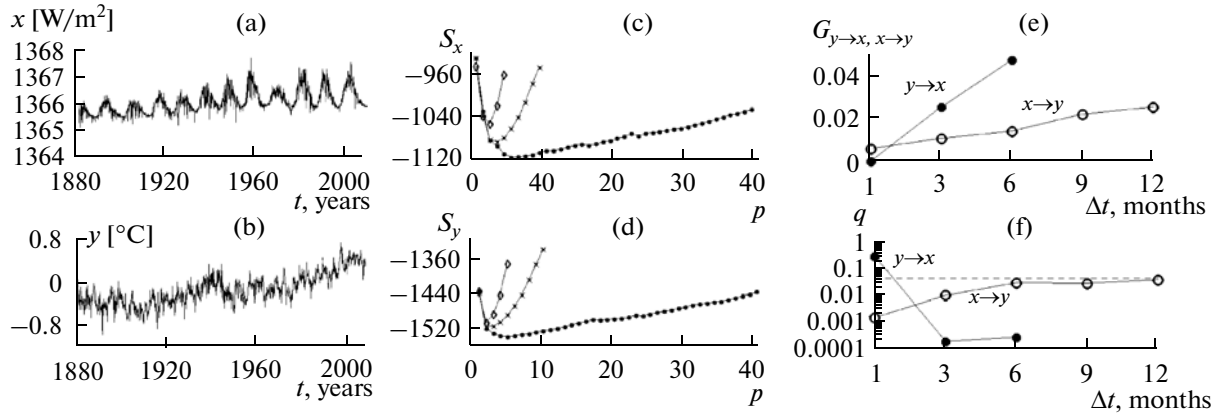 x [W/m²] (a)
1368
1367
1366
1365
1364
1880 1920 1960 2000
t, years
y [°C] (b)
0.8
0
−0.8
1880 1920 1960 2000
t, years
(c)
S_x
−960
−1040
−1120
0 40 20 30 40
p
(d)
S_y
−1360
−1440
−1520
0 10 20 30 40
p
(e)
G_{y→x, x→y}
0.04
0.02
0
y→x
x→y
1 3 6 9 12
Δt, months
q (f)
1
0.1
0.01
0.001
0.0001
y→x
x→y
1 3 6 9 12
Δt, months